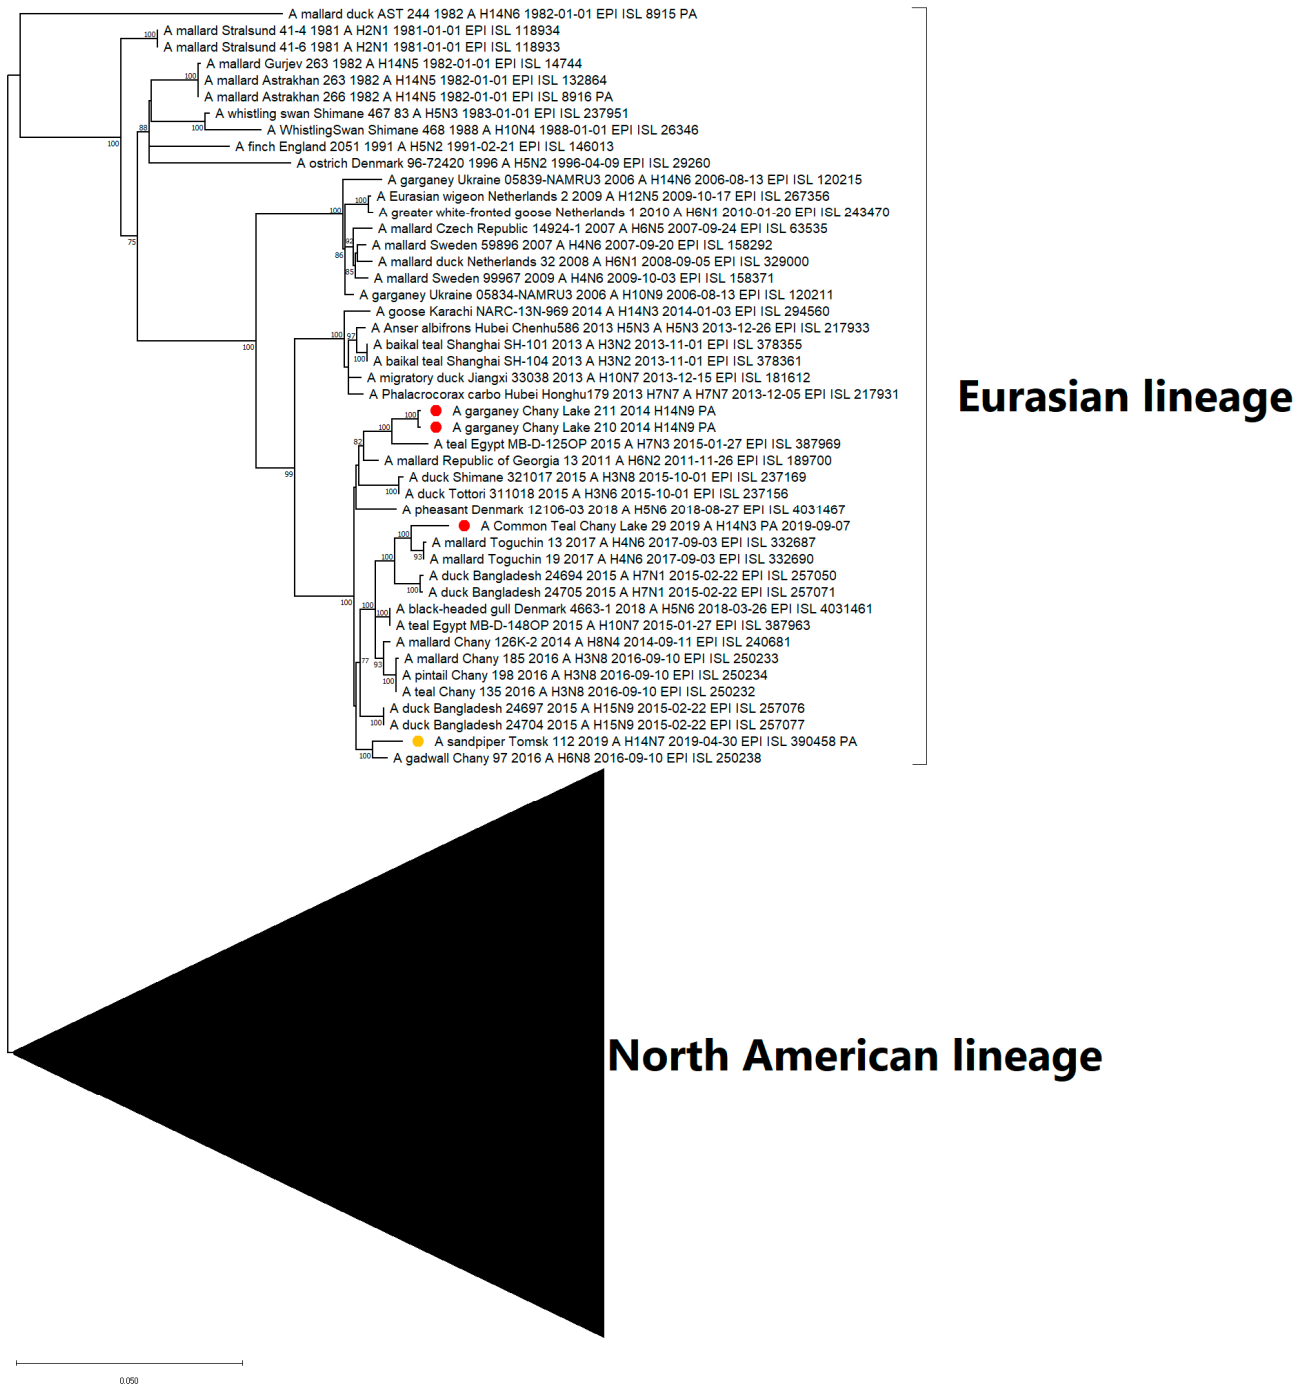 A mallard duck AST 244 1982 A H14N6 1982-01-01 EPI ISL 8915 PA
A mallard Stralsund 41-4 1981 A H2N1 1981-01-01 EPI ISL 118934
100
A mallard Stralsund 41-6 1981 A H2N1 1981-01-01 EPI ISL 118933
A mallard Gurjev 263 1982 A H14N5 1982-01-01 EPI ISL 14744
100
A mallard Astrakhan 263 1982 A H14N5 1982-01-01 EPI ISL 132864
A mallard Astrakhan 266 1982 A H14N5 1982-01-01 EPI ISL 8916 PA
A whistling swan Shimane 467 83 A H5N3 1983-01-01 EPI ISL 237951
88
100
A WhistlingSwan Shimane 468 1988 A H10N4 1988-01-01 EPI ISL 26346
100
A finch England 2051 1991 A H5N2 1991-02-21 EPI ISL 146013
A ostrich Denmark 96-72420 1996 A H5N2 1996-04-09 EPI ISL 29260
A garganey Ukraine 05839-NAMRU3 2006 A H14N6 2006-08-13 EPI ISL 120215
A Eurasian wigeon Netherlands 2 2009 A H12N5 2009-10-17 EPI ISL 267356
100
100
A greater white-fronted goose Netherlands 1 2010 A H6N1 2010-01-20 EPI ISL 243470
A mallard Czech Republic 14924-1 2007 A H6N5 2007-09-24 EPI ISL 63535
75
82
A mallard Sweden 59896 2007 A H4N6 2007-09-20 EPI ISL 158292
86
A mallard duck Netherlands 32 2008 A H6N1 2008-09-05 EPI ISL 329000
85
A mallard Sweden 99967 2009 A H4N6 2009-10-03 EPI ISL 158371
A garganey Ukraine 05834-NAMRU3 2006 A H10N9 2006-08-13 EPI ISL 120211
A goose Karachi NARC-13N-969 2014 A H14N3 2014-01-03 EPI ISL 294560
A Anser albifrons Hubei Chenhu586 2013 H5N3 A H5N3 2013-12-26 EPI ISL 217933
100
97
A baikal teal Shanghai SH-101 2013 A H3N2 2013-11-01 EPI ISL 378355
100
100
A baikal teal Shanghai SH-104 2013 A H3N2 2013-11-01 EPI ISL 378361
A migratory duck Jiangxi 33038 2013 A H10N7 2013-12-15 EPI ISL 181612
A Phalacrocorax carbo Hubei Honghu179 2013 H7N7 A H7N7 2013-12-05 EPI ISL 217931
Eurasian lineage
A garganey Chany Lake 211 2014 H14N9 PA
100
100
A garganey Chany Lake 210 2014 H14N9 PA
82
A teal Egypt MB-D-125OP 2015 A H7N3 2015-01-27 EPI ISL 387969
A mallard Republic of Georgia 13 2011 A H6N2 2011-11-26 EPI ISL 189700
99
A duck Shimane 321017 2015 A H3N8 2015-10-01 EPI ISL 237169
100
A duck Tottori 311018 2015 A H3N6 2015-10-01 EPI ISL 237156
A pheasant Denmark 12106-03 2018 A H5N6 2018-08-27 EPI ISL 4031467
A Common Teal Chany Lake 29 2019 A H14N3 PA 2019-09-07
100
A mallard Toguchin 13 2017 A H4N6 2017-09-03 EPI ISL 332687
93
100
A mallard Toguchin 19 2017 A H4N6 2017-09-03 EPI ISL 332690
A duck Bangladesh 24694 2015 A H7N1 2015-02-22 EPI ISL 257050
100
A duck Bangladesh 24705 2015 A H7N1 2015-02-22 EPI ISL 257071
100
100
A black-headed gull Denmark 4663-1 2018 A H5N6 2018-03-26 EPI ISL 4031461
100
A teal Egypt MB-D-148OP 2015 A H10N7 2015-01-27 EPI ISL 387963
A mallard Chany 126K-2 2014 A H8N4 2014-09-11 EPI ISL 240681
77
93
A mallard Chany 185 2016 A H3N8 2016-09-10 EPI ISL 250233
A pintail Chany 198 2016 A H3N8 2016-09-10 EPI ISL 250234
100
A teal Chany 135 2016 A H3N8 2016-09-10 EPI ISL 250232
A duck Bangladesh 24697 2015 A H15N9 2015-02-22 EPI ISL 257076
100
A duck Bangladesh 24704 2015 A H15N9 2015-02-22 EPI ISL 257077
A sandpiper Tomsk 112 2019 A H14N7 2019-04-30 EPI ISL 390458 PA
100
A gadwall Chany 97 2016 A H6N8 2016-09-10 EPI ISL 250238
North American lineage
0.050